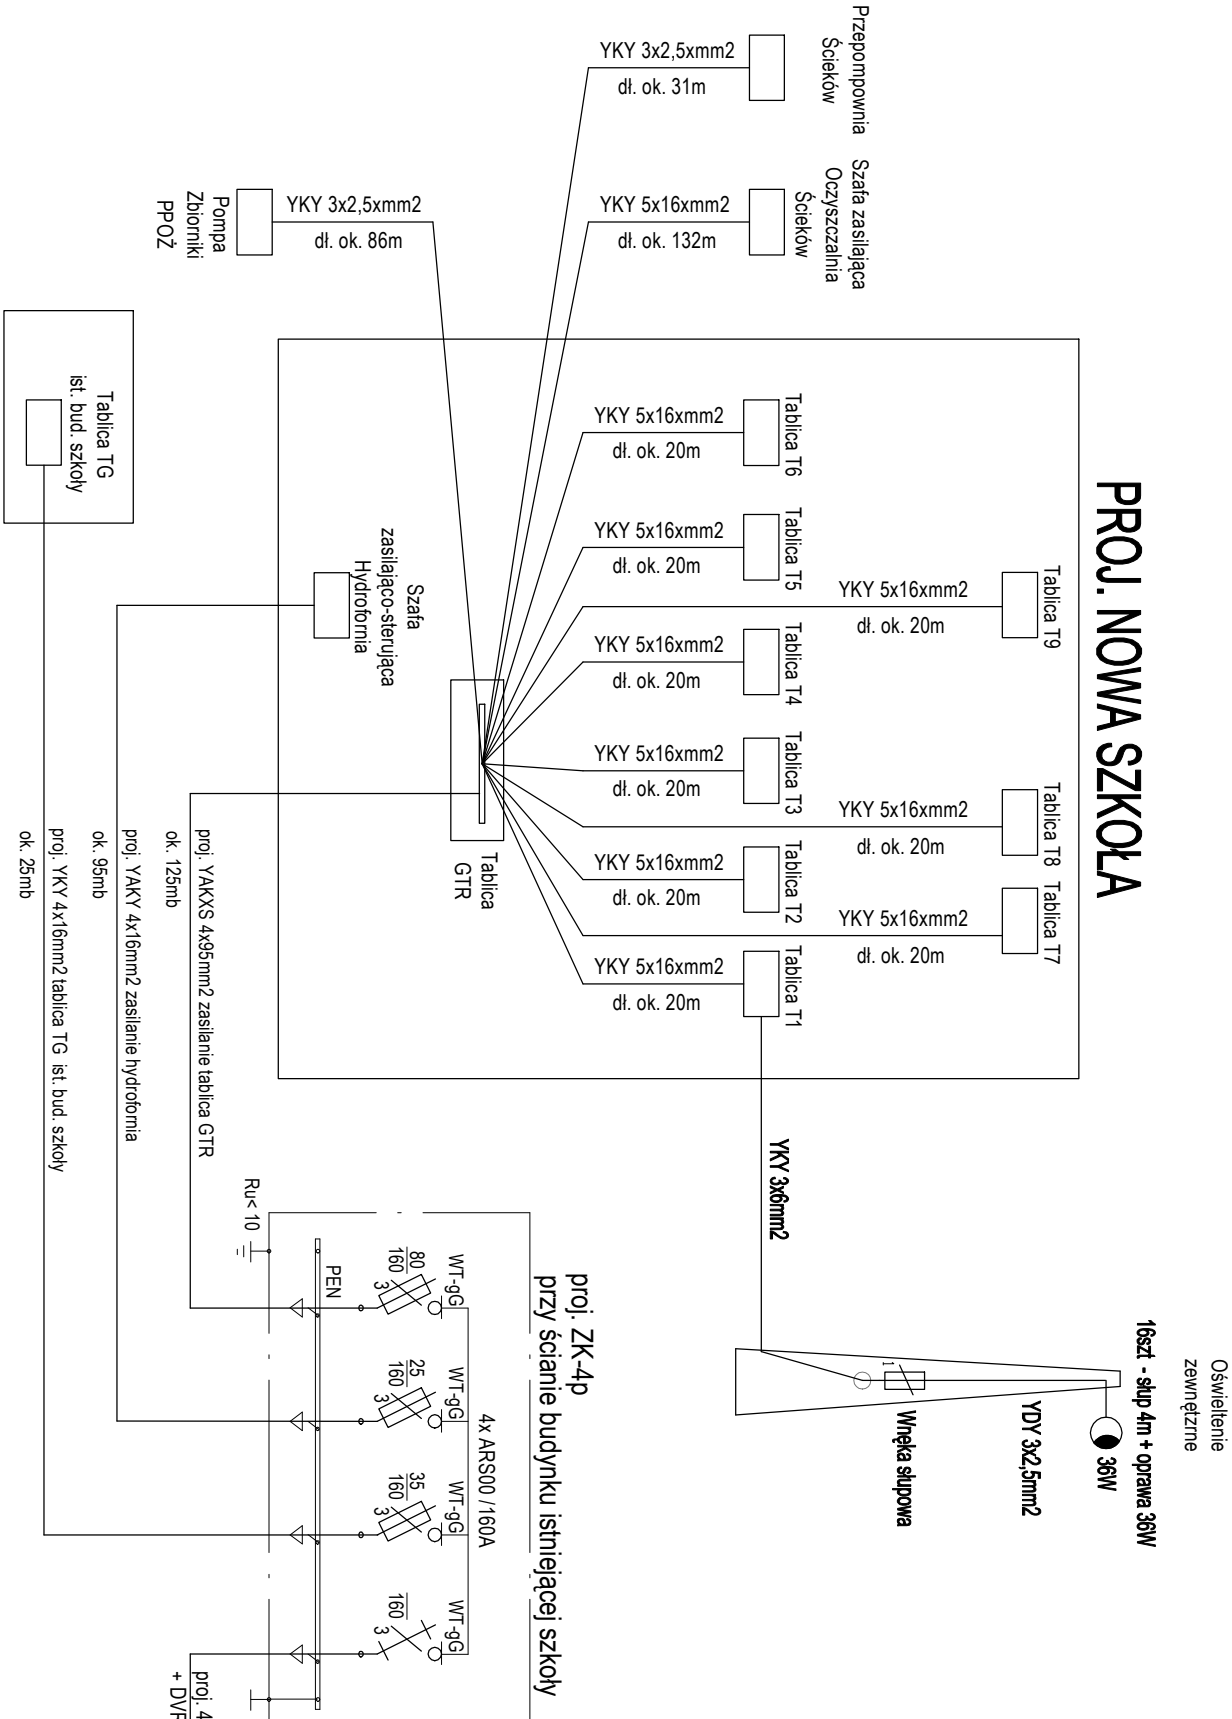 Przepompownia
Ścieków
YKY 3x2,5xmm2
dł. ok. 31m
Szafa zasilająca
Oczyszczalnia
Ścieków
YKY 5x16xmm2
dł. ok. 132m
Pompa
Zbiorniki
PPOŻ
YKY 3x2,5xmm2
dł. ok. 86m
PROJ. NOWA SZKOŁA
Tablica T6
YKY 5x16xmm2
dł. ok. 20m
Tablica T5
YKY 5x16xmm2
dł. ok. 20m
Tablica T9
YKY 5x16xmm2
dł. ok. 20m
Tablica T4
YKY 5x16xmm2
dł. ok. 20m
Tablica T3
YKY 5x16xmm2
dł. ok. 20m
Tablica T8
YKY 5x16xmm2
dł. ok. 20m
Tablica T2
YKY 5x16xmm2
dł. ok. 20m
Tablica T7
YKY 5x16xmm2
dł. ok. 20m
Tablica T1
YKY 5x16xmm2
dł. ok. 20m
Tablica
GTR
Szafa
zasilająco-sterująca
Hydrofornia
Tablica TG
ist. bud. szkoły
proj. YAKXS 4x95mm2 zasilanie tablica GTR
ok. 125mb
proj. YAKY 4x16mm2 zasilanie hydrofornia
ok. 95mb
proj. YKY 4x16mm2 tablica TG ist. bud. szkoły
ok. 25mb
YKY 3x6mm2
Oświeltenie
zewnętrzne
16szt - słup 4m + oprawa 36W
36W
YDY 3x2,5mm2
Wnęka słupowa
1
proj. ZK-4p
przy ścianie budynku istniejącej szkoły
4x ARS00 /160A
WT-gG
80
160
3
WT-gG
25
160
3
WT-gG
35
160
3
WT-gG
160
3
PEN
Ru< 10
proj. 4